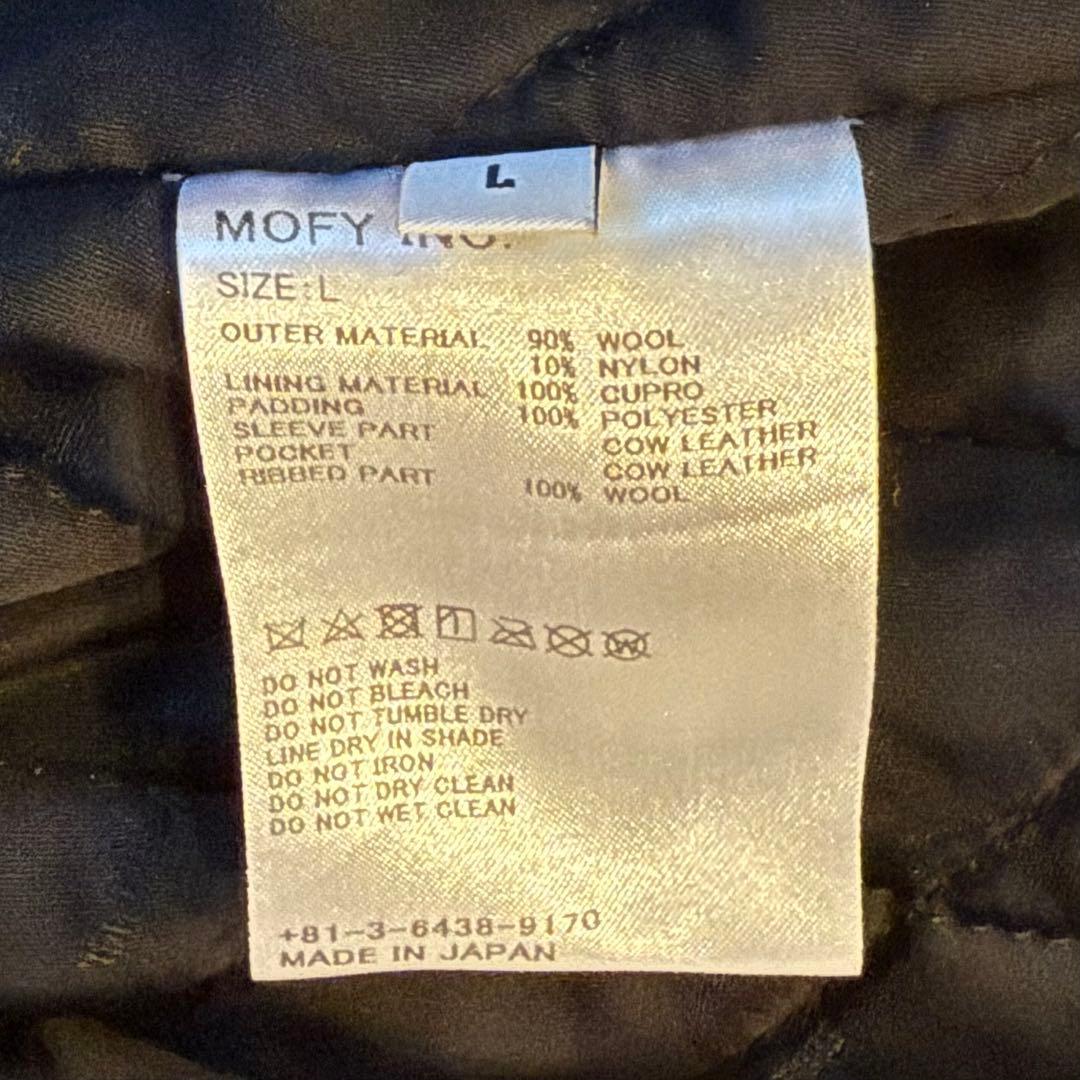 L
MOFY INC.
SIZE:L
OUTER MATERIAL 90% WOOL
10% NYLON
LINING MATERIAL 100% CUPRO
PADDING 100% POLYESTER
SLEEVE PART COW LEATHER
POCKET COW LEATHER
RIBBED PART 100% WOOL
W
DO NOT WASH
DO NOT BLEACH
DO NOT TUMBLE DRY
LINE DRY IN SHADE
DO NOT IRON
DO NOT DRY CLEAN
DO NOT WET CLEAN
+81-3-6438-9170
MADE IN JAPAN